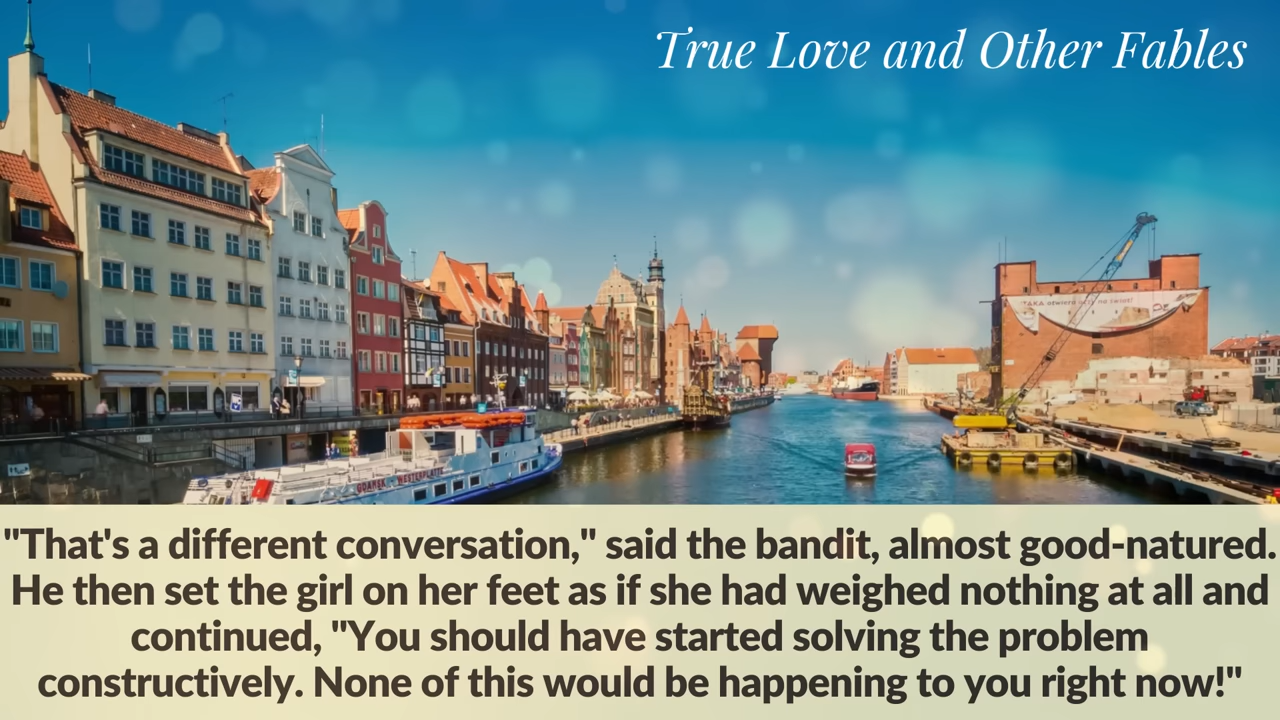 True Love and Other Fables
GDAŃSK - WESTERPLATTE
"That's a different conversation," said the bandit, almost good-natured.
He then set the girl on her feet as if she had weighed nothing at all and
continued, "You should have started solving the problem
constructively. None of this would be happening to you right now!"